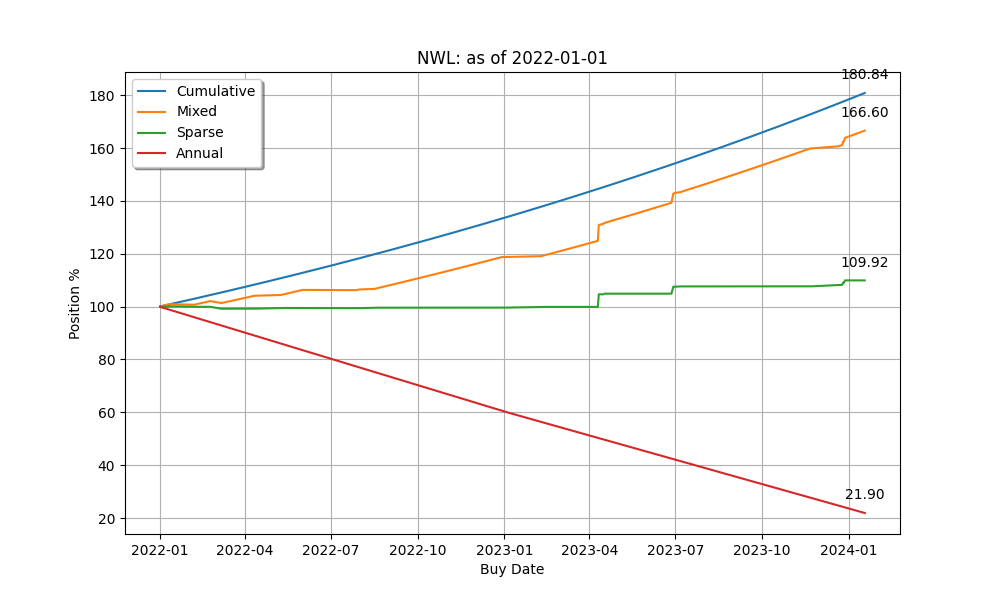 NWL: as of 2022-01-01
Cumulative
Mixed
Sparse
Annual
180.84
166.60
109.92
21.90
Position %
180
160
140
120
100
80
60
40
20
2022-01 2022-04 2022-07 2022-10 2023-01 2023-04 2023-07 2023-10 2024-01
Buy Date